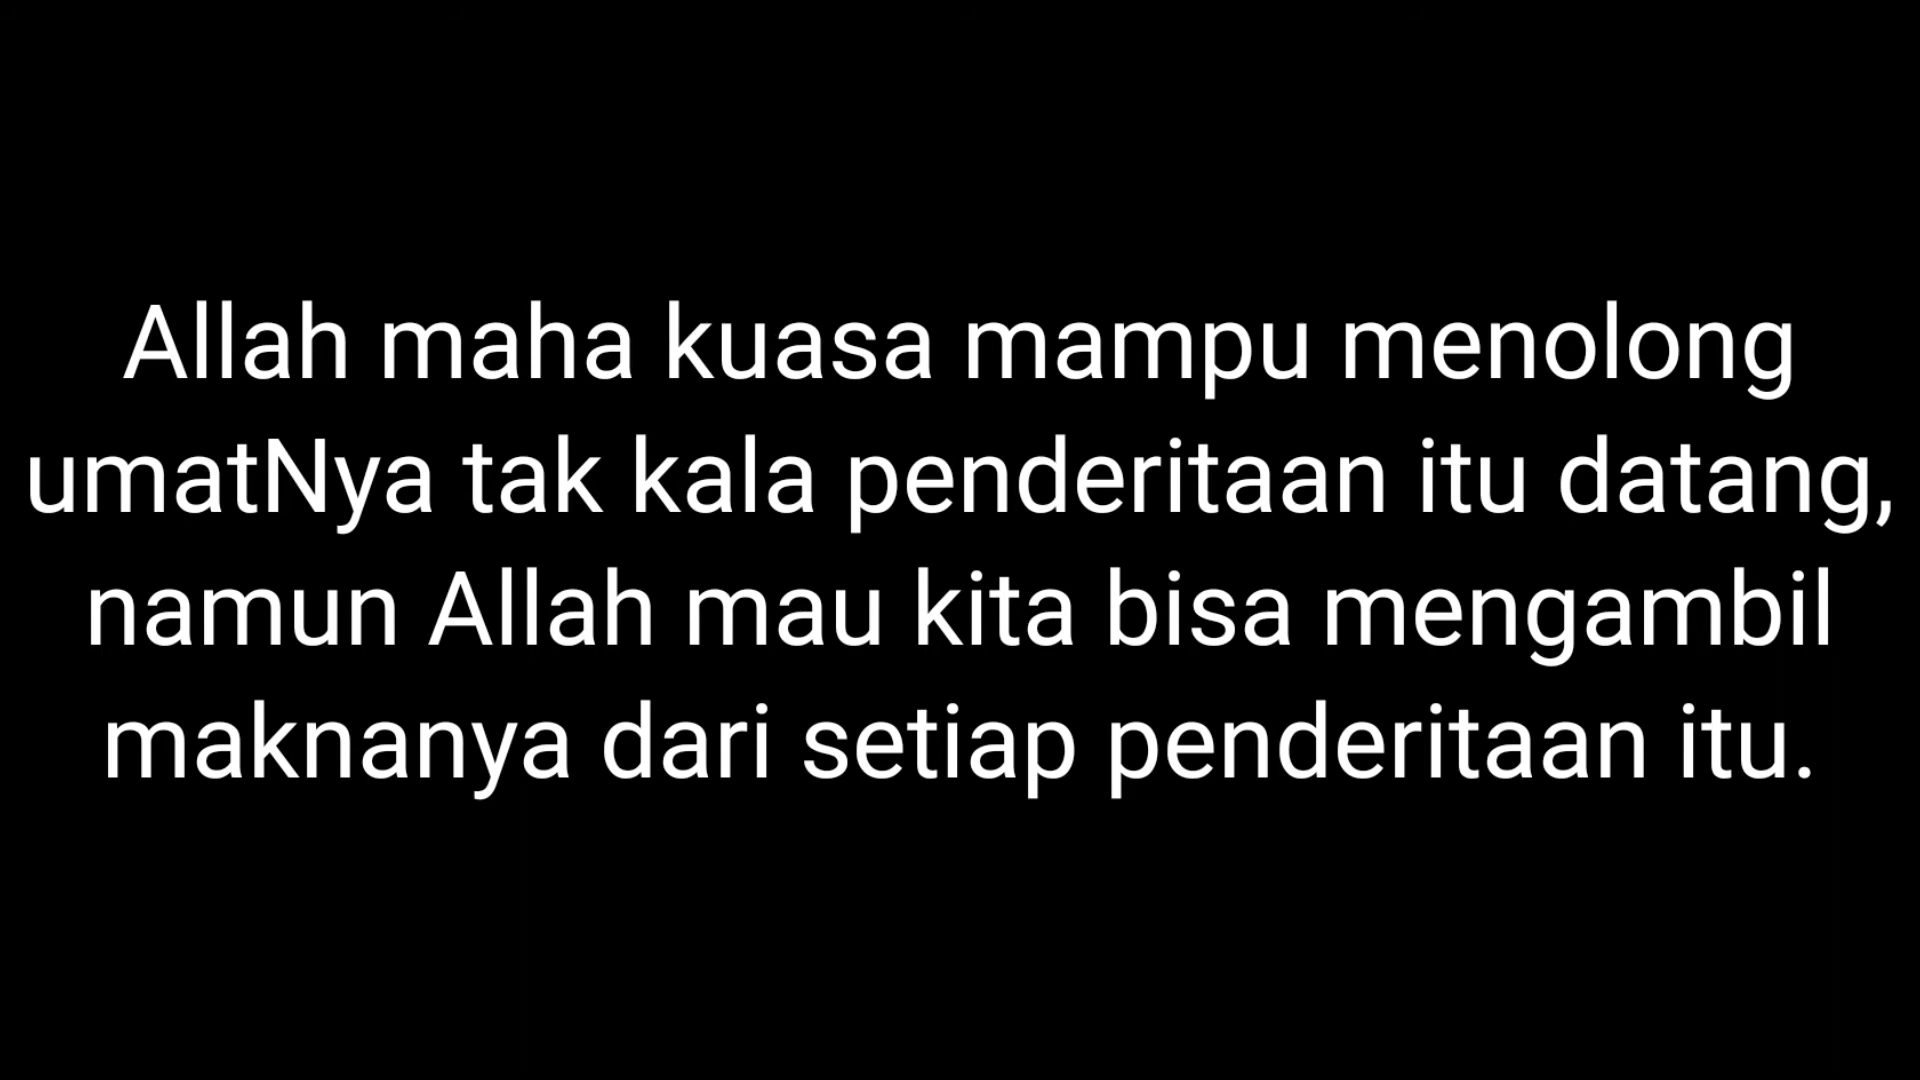 Allah maha kuasa mampu menolong
umatNya tak kala penderitaan itu datang,
namun Allah mau kita bisa mengambil
maknanya dari setiap penderitaan itu.